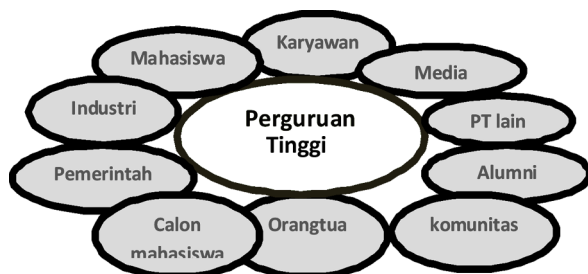 Karyawan
Mahasiswa
Media
Industri
Perguruan
Tinggi
PT lain
Pemerintah
Alumni
Calon
mahasiswa
Orangtua
komunitas